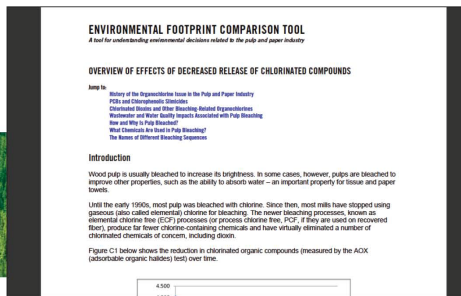 ENVIRONMENTAL FOOTPRINT COMPARISON TOOL
A tool for understanding environmental decisions related to the pulp and paper industry
OVERVIEW OF EFFECTS OF DECREASED RELEASE OF CHLORINATED COMPOUNDS
Jump to:
History of the Organochlorine Issue in the Pulp and Paper Industry
PCBs and Chlorophenolic Slimicides
Chlorinated Dioxins and Other Bleaching-Related Organochlorines
Wastewater and Water Quality Impacts Associated with Pulp Bleaching
How and Why Is Pulp Bleached?
What Chemicals Are Used in Pulp Bleaching?
The Names of Different Bleaching Sequences
Introduction
Wood pulp is usually bleached to increase its brightness. In some cases, however, pulps are bleached to
improve other properties, such as the ability to absorb water – an important property for tissue and paper
towels.
Until the early 1990s, most pulp was bleached with chlorine. Since then, most mills have stopped using
gaseous (also called elemental) chlorine for bleaching. The newer bleaching processes, known as
elemental chlorine free (ECF) processes (or process chlorine free, PCF, if they are used on recovered
fiber), produce far fewer chlorine-containing chemicals and have virtually eliminated a number of
chlorinated chemicals of concern, including dioxin.
Figure C1 below shows the reduction in chlorinated organic compounds (measured by the AOX
(adsorbable organic halides) test) over time.
4.500